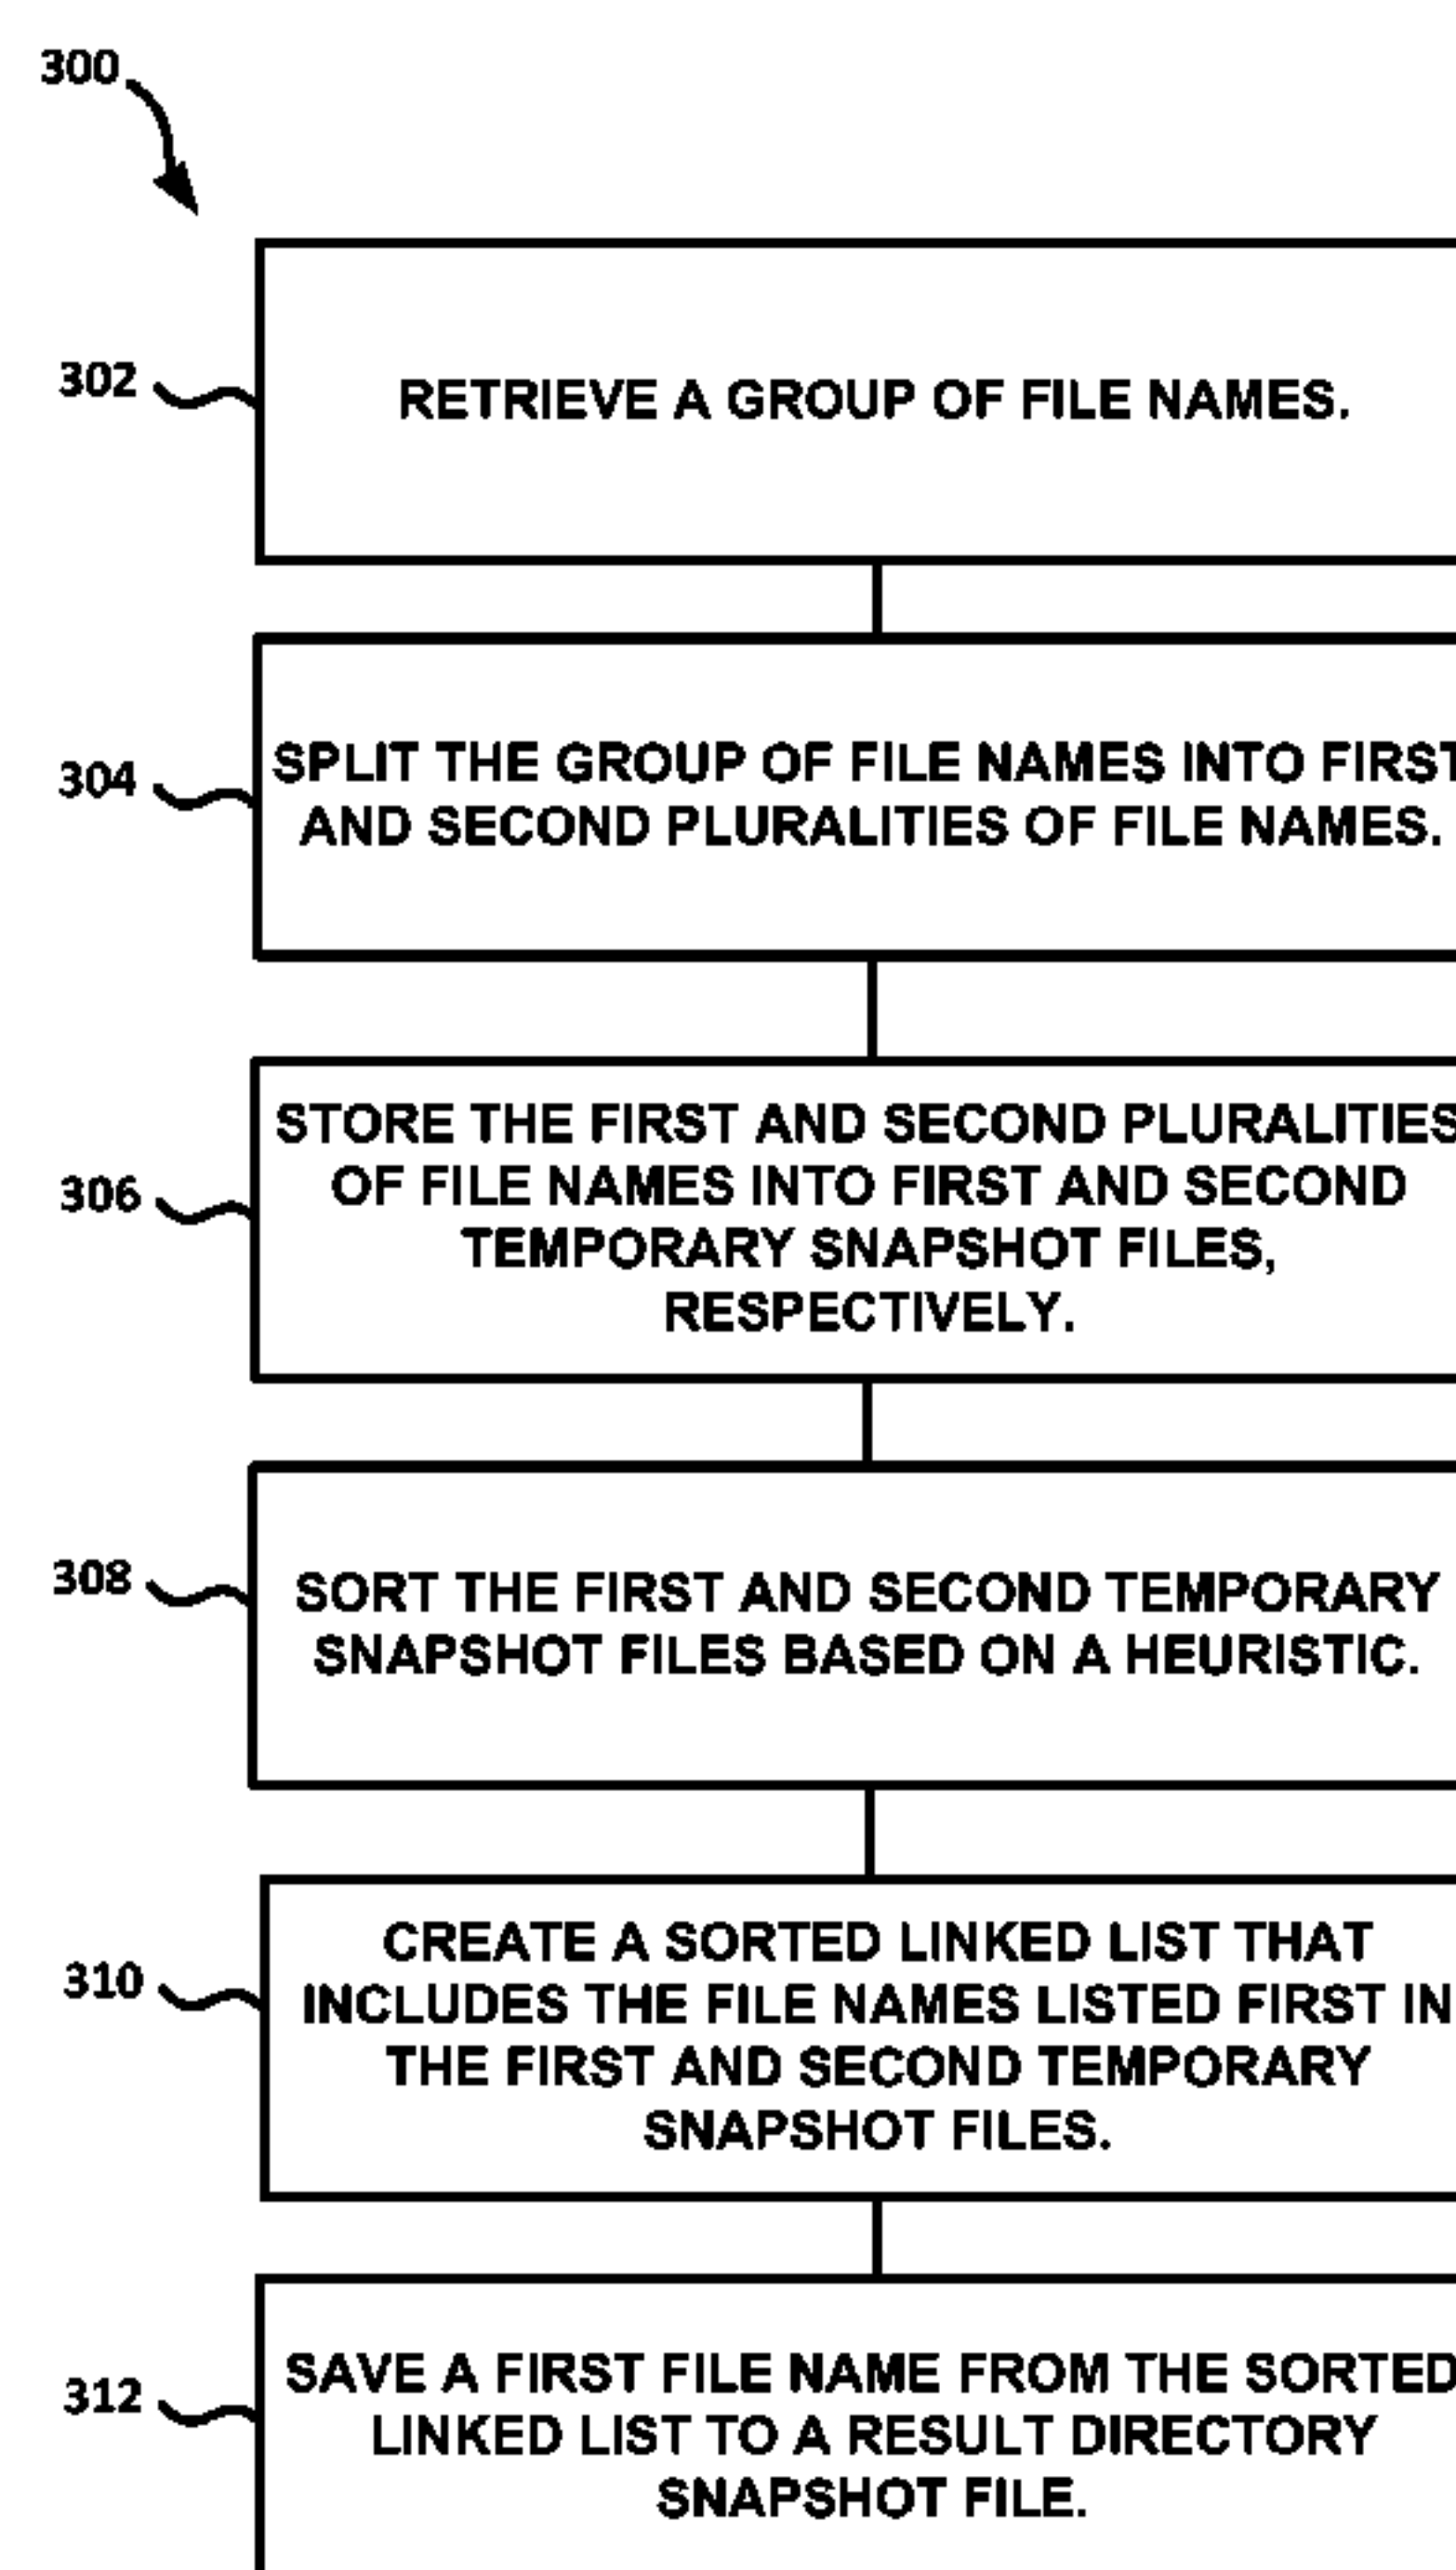 300
302
RETRIEVE A GROUP OF FILE NAMES.
304
SPLIT THE GROUP OF FILE NAMES INTO FIRST
AND SECOND PLURALITIES OF FILE NAMES.
306
STORE THE FIRST AND SECOND PLURALITIES
OF FILE NAMES INTO FIRST AND SECOND
TEMPORARY SNAPSHOT FILES,
RESPECTIVELY.
308
SORT THE FIRST AND SECOND TEMPORARY
SNAPSHOT FILES BASED ON A HEURISTIC.
310
CREATE A SORTED LINKED LIST THAT
INCLUDES THE FILE NAMES LISTED FIRST IN
THE FIRST AND SECOND TEMPORARY
SNAPSHOT FILES.
312
SAVE A FIRST FILE NAME FROM THE SORTED
LINKED LIST TO A RESULT DIRECTORY
SNAPSHOT FILE.